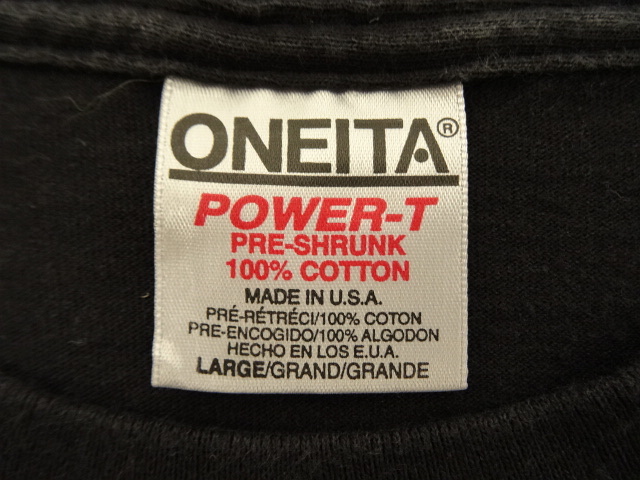 ONEITA®
POWER-T
PRE-SHRUNK
100% COTTON
MADE IN U.S.A.
PRÉ-RÉTRÉCI/100% COTON
PRE-ENCOGIDO/100% ALGODON
HECHO EN LOS E.U.A.
LARGE/GRAND/GRANDE